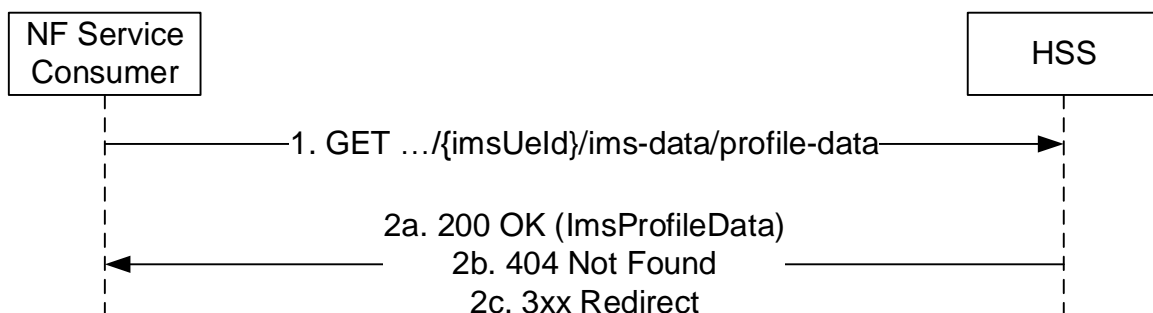 NF Service
Consumer
HSS
1. GET …/{imsUeId}/ims-data/profile-data
2a. 200 OK (ImsProfileData)
2b. 404 Not Found
2c. 3xx Redirect